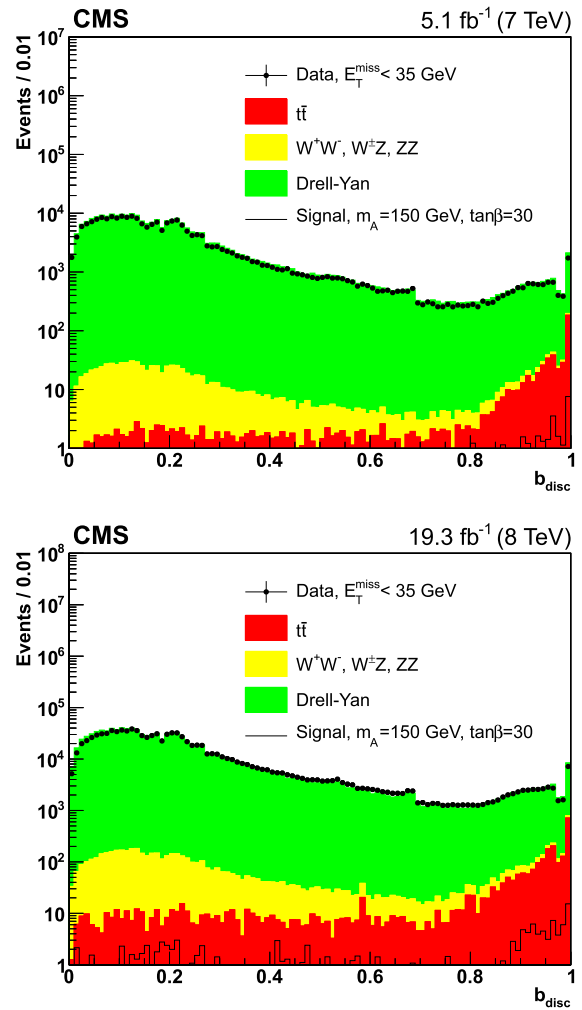 CMS 5.1 fb⁻¹ (7 TeV)
Events / 0.01
10⁷
10⁶
10⁵
10⁴
10³
10²
10
1
Data, E_T^miss < 35 GeV
tt̄
W⁺W⁻, W±Z, ZZ
Drell-Yan
Signal, m_A=150 GeV, tanβ=30
0 0.2 0.4 0.6 0.8 1
b_disc
CMS 19.3 fb⁻¹ (8 TeV)
Events / 0.01
10⁸
10⁷
10⁶
10⁵
10⁴
10³
10²
10
1
Data, E_T^miss < 35 GeV
tt̄
W⁺W⁻, W±Z, ZZ
Drell-Yan
Signal, m_A=150 GeV, tanβ=30
0 0.2 0.4 0.6 0.8 1
b_disc